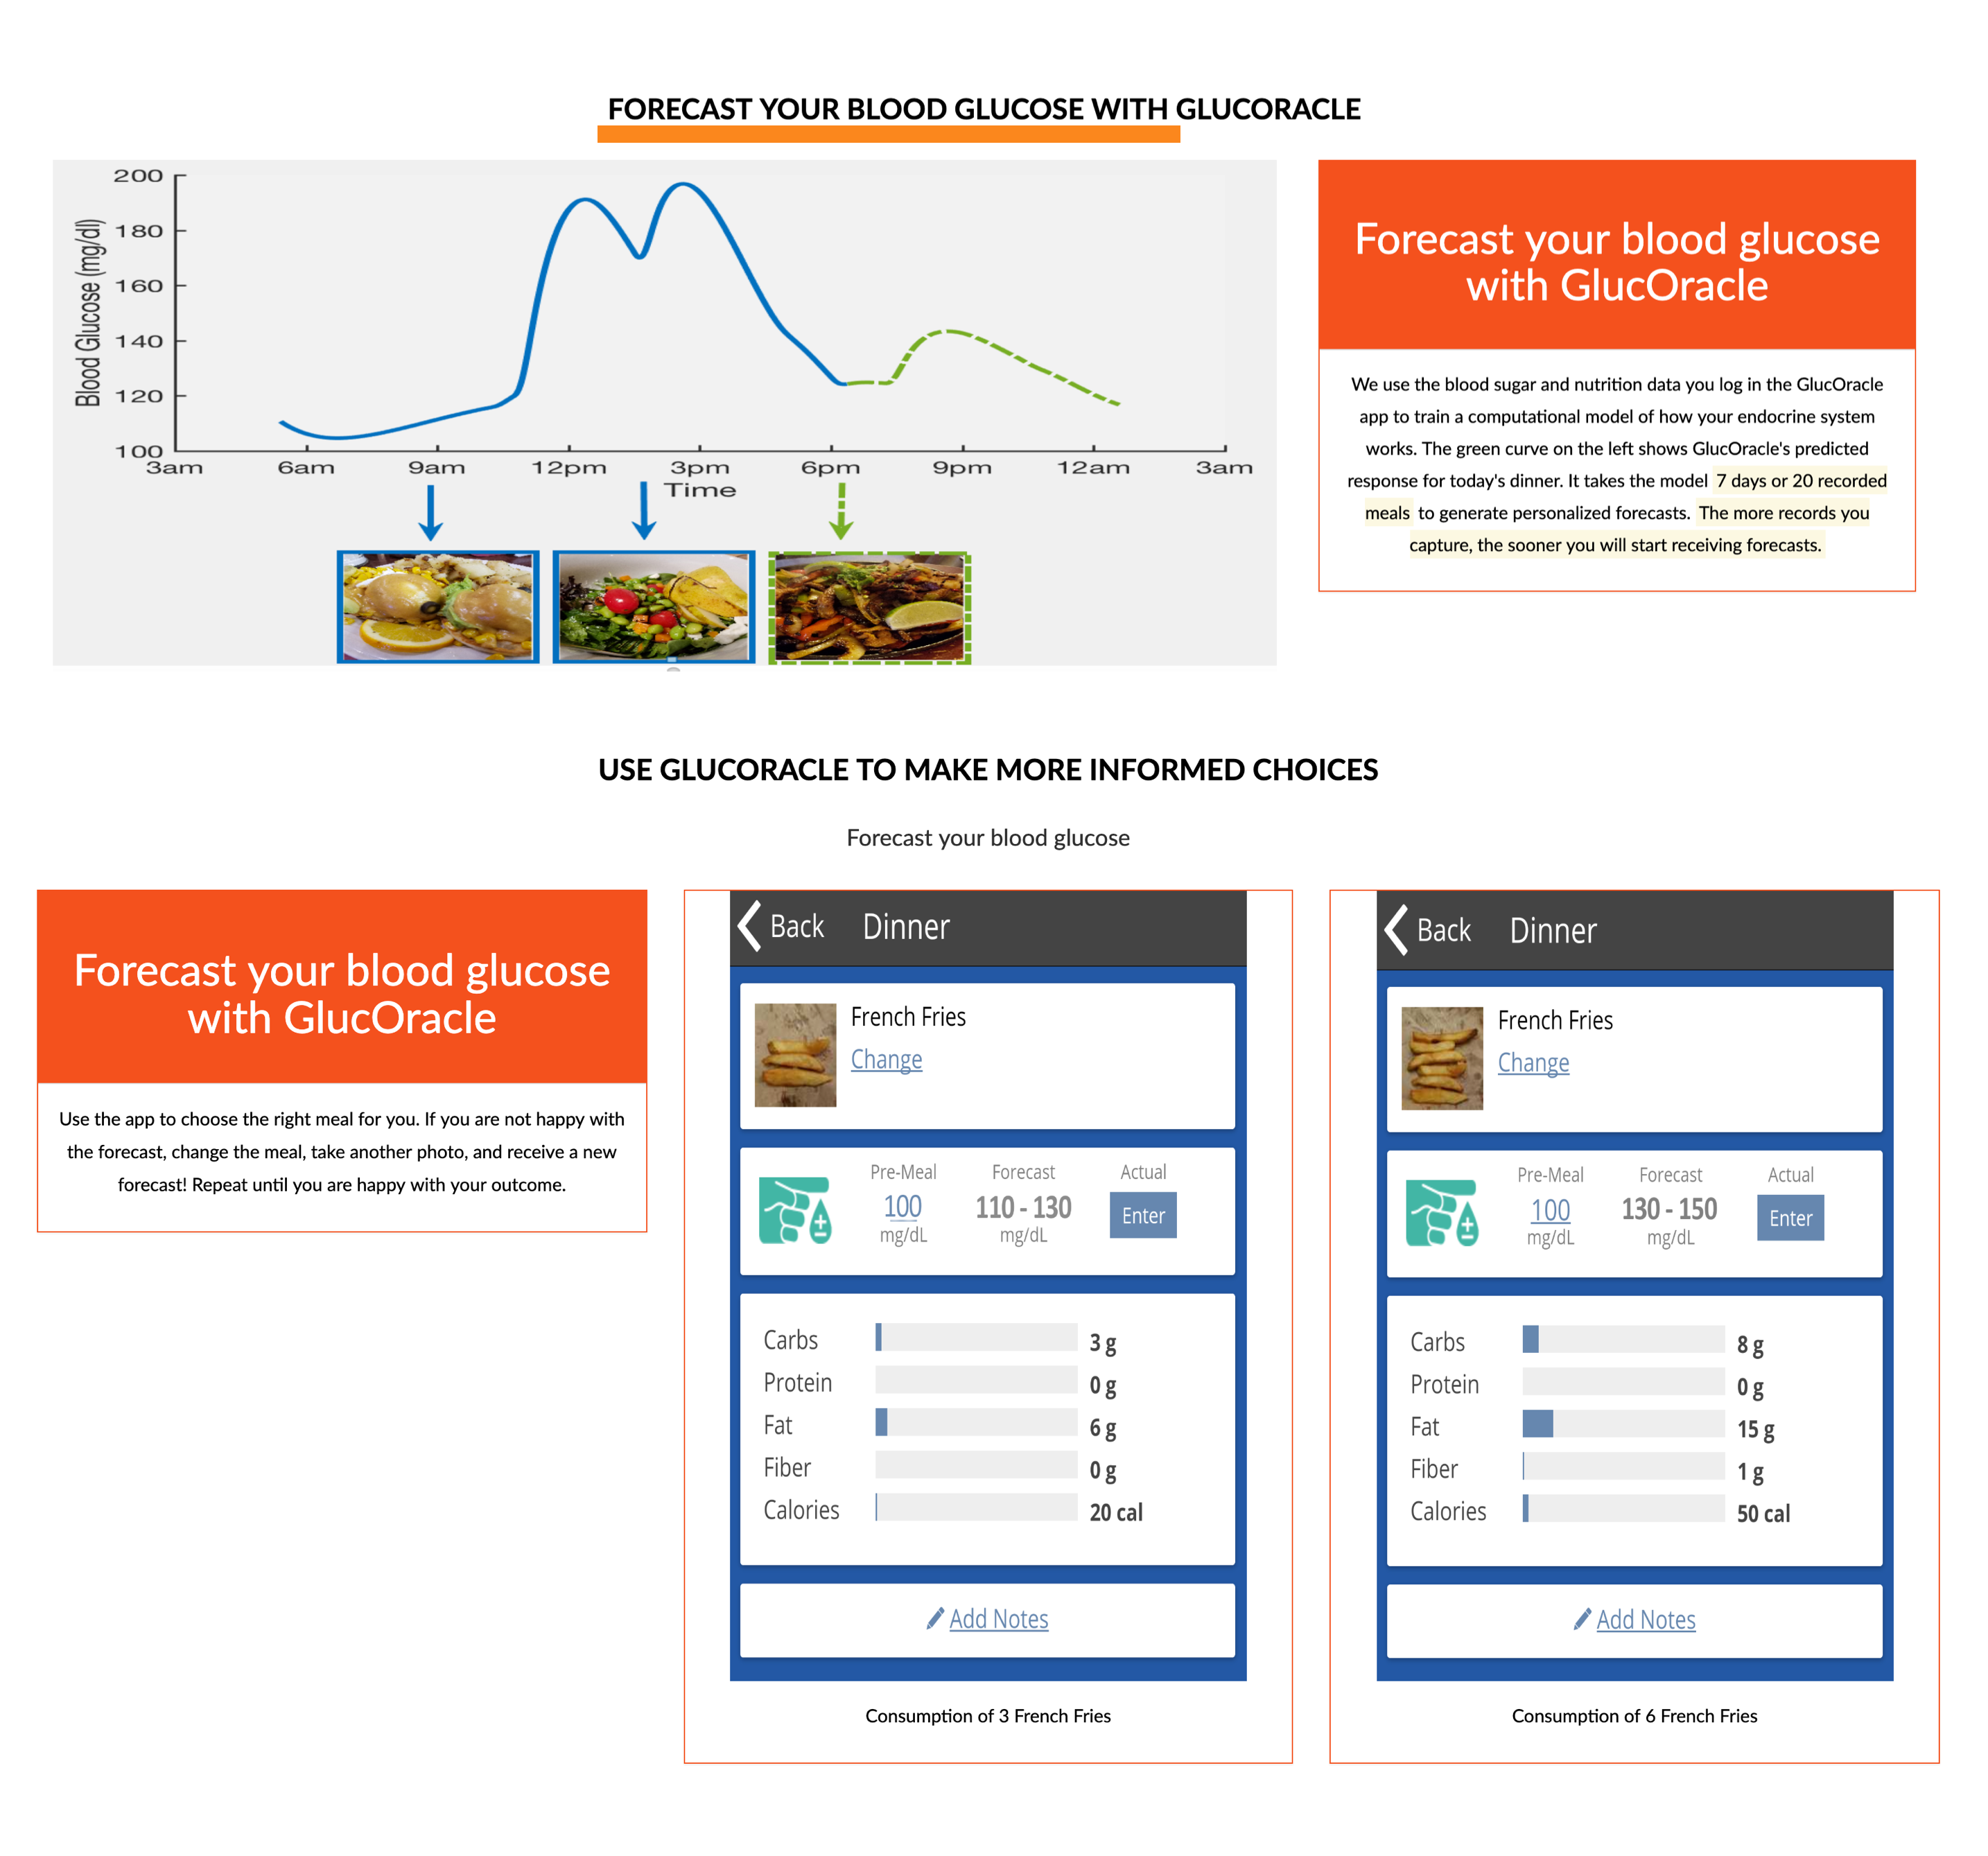 FORECAST YOUR BLOOD GLUCOSE WITH GLUCORACLE
200
180
160
140
120
100
Blood Glucose (mg/dl)
3am 6am 9am 12pm 3pm 6pm 9pm 12am 3am
Time
Forecast your blood glucose
with GlucOracle
We use the blood sugar and nutrition data you log in the GlucOracle
app to train a computational model of how your endocrine system
works. The green curve on the left shows GlucOracle's predicted
response for today's dinner. It takes the model 7 days or 20 recorded
meals to generate personalized forecasts. The more records you
capture, the sooner you will start receiving forecasts.
USE GLUCORACLE TO MAKE MORE INFORMED CHOICES
Forecast your blood glucose
Forecast your blood glucose
with GlucOracle
Use the app to choose the right meal for you. If you are not happy with
the forecast, change the meal, take another photo, and receive a new
forecast! Repeat until you are happy with your outcome.
Back Dinner
French Fries
Change
Pre-Meal Forecast Actual
100 110 - 130 Enter
mg/dL mg/dL
Carbs 3 g
Protein 0 g
Fat 6 g
Fiber 0 g
Calories 20 cal
Add Notes
Consumption of 3 French Fries
Back Dinner
French Fries
Change
Pre-Meal Forecast Actual
100 130 - 150 Enter
mg/dL mg/dL
Carbs 8 g
Protein 0 g
Fat 15 g
Fiber 1 g
Calories 50 cal
Add Notes
Consumption of 6 French Fries